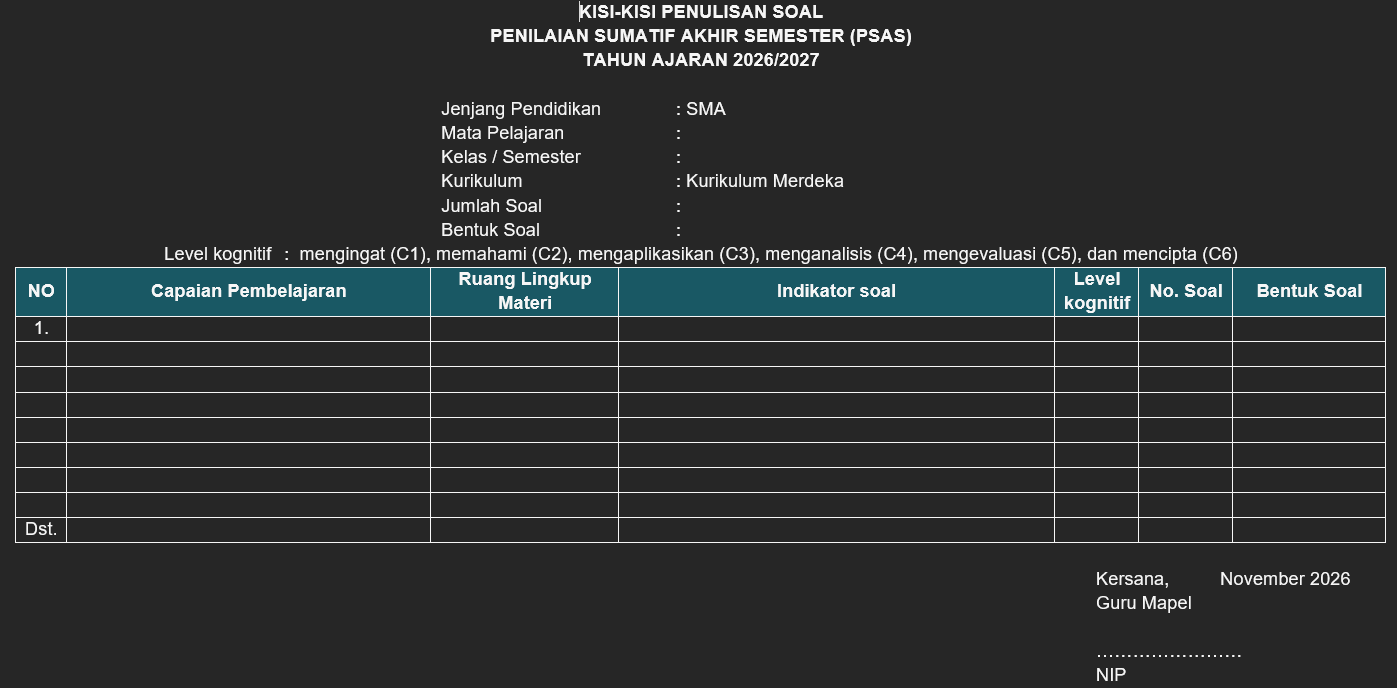 KISI-KISI PENULISAN SOAL
PENILAIAN SUMATIF AKHIR SEMESTER (PSAS)
TAHUN AJARAN 2026/2027
Jenjang Pendidikan : SMA
Mata Pelajaran :
Kelas / Semester :
Kurikulum : Kurikulum Merdeka
Jumlah Soal :
Bentuk Soal :
Level kognitif : mengingat (C1), memahami (C2), mengaplikasikan (C3), menganalisis (C4), mengevaluasi (C5), dan mencipta (C6)
NO Capaian Pembelajaran Ruang Lingkup Materi Indikator soal Level kognitif No. Soal Bentuk Soal
1.
Dst.
Kersana, November 2026
Guru Mapel
........................
NIP